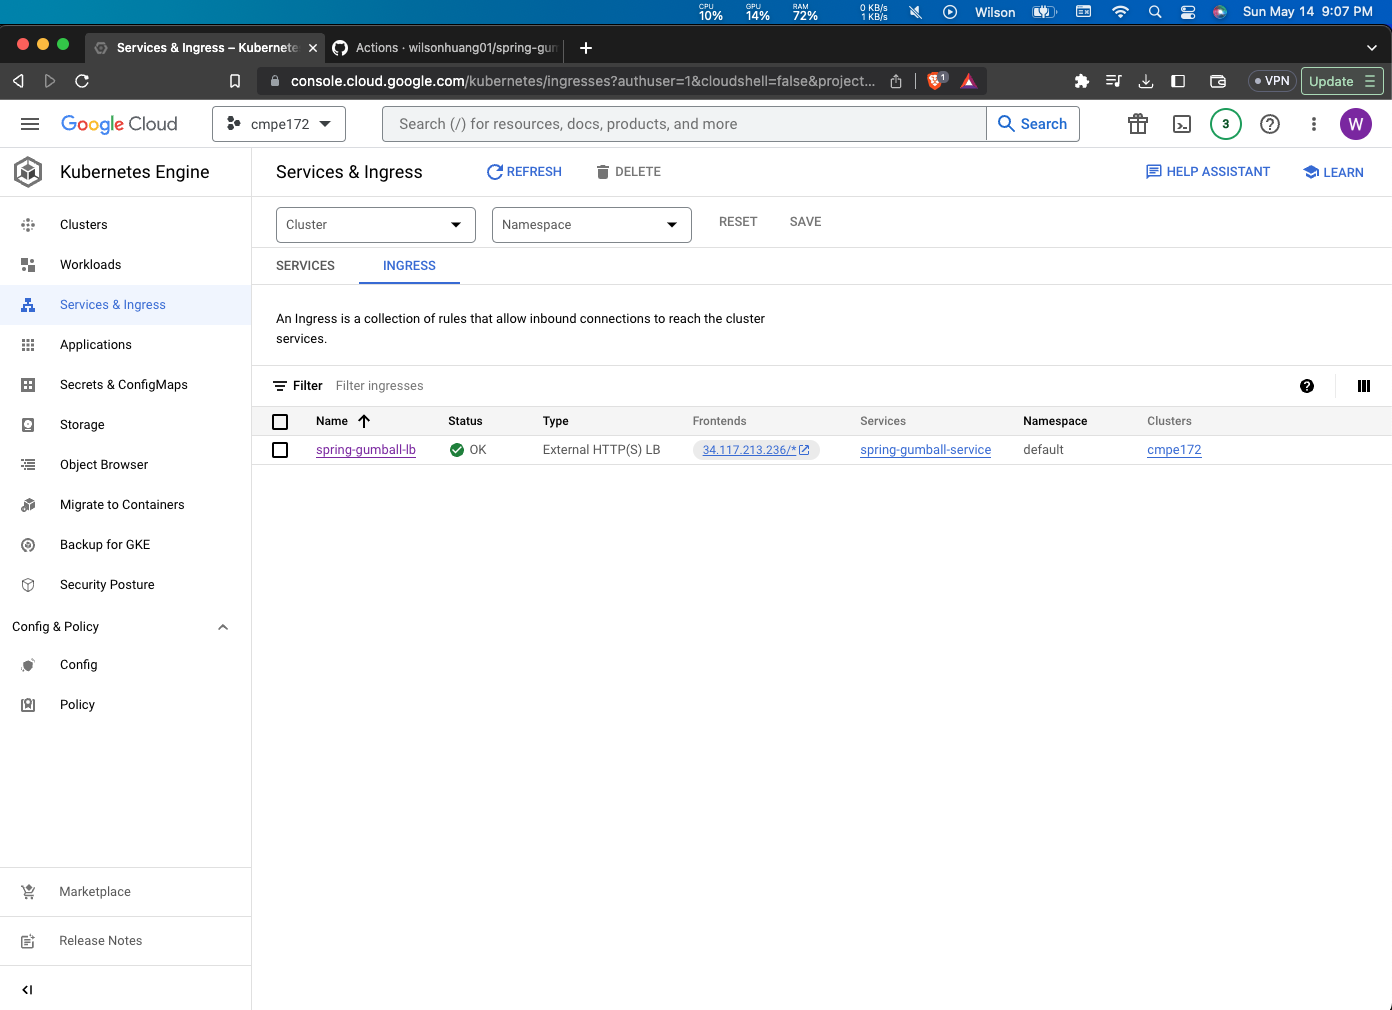 CPU 10% GPU 14% RAM 72% 0 KB/s 1 KB/s Wilson Sun May 14 9:07 PM
Services & Ingress – Kubernete Actions · wilsonhuang01/spring-gum
console.cloud.google.com/kubernetes/ingresses?authuser=1&cloudshell=false&project... 1 VPN Update
Google Cloud cmpe172 Search (/) for resources, docs, products, and more Search 3 W
Kubernetes Engine
Services & Ingress REFRESH DELETE HELP ASSISTANT LEARN
Clusters
Workloads
Services & Ingress
Applications
Secrets & ConfigMaps
Storage
Object Browser
Migrate to Containers
Backup for GKE
Security Posture
Config & Policy
Config
Policy
Marketplace
Release Notes
Cluster Namespace RESET SAVE
SERVICES INGRESS
An Ingress is a collection of rules that allow inbound connections to reach the cluster
services.
Filter Filter ingresses
Name Status Type Frontends Services Namespace Clusters
spring-gumball-lb OK External HTTP(S) LB 34.117.213.236/* spring-gumball-service default cmpe172